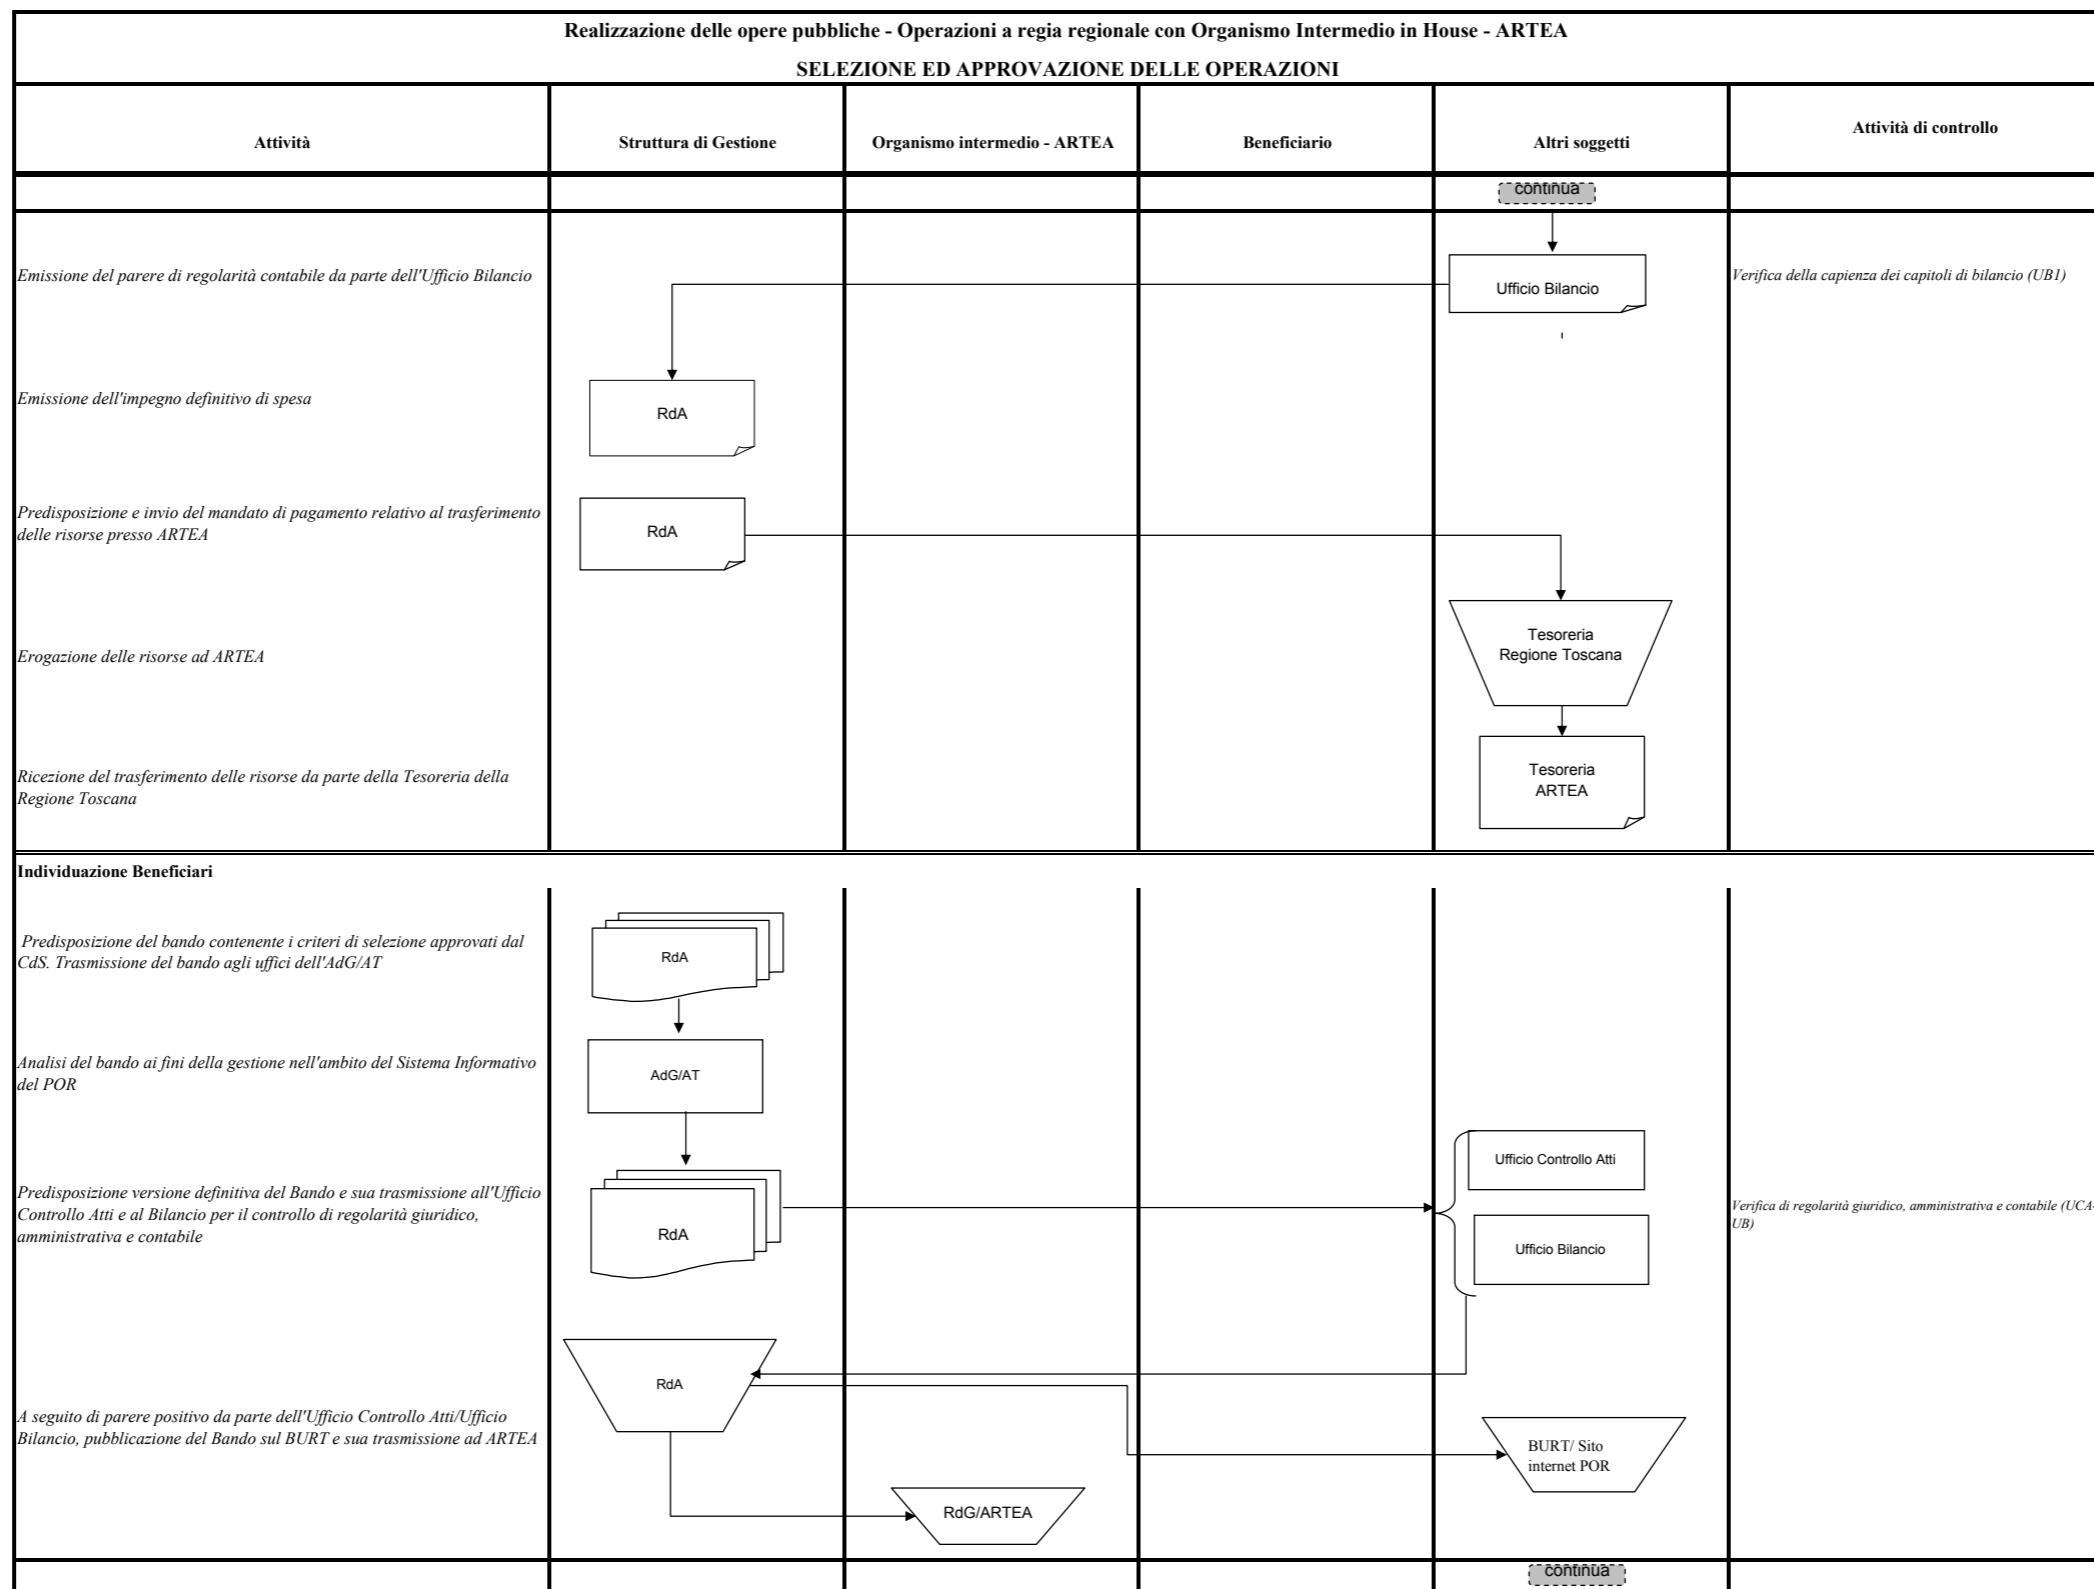 Realizzazione delle opere pubbliche - Operazioni a regia regionale con Organismo Intermedio in House - ARTEA
SELEZIONE ED APPROVAZIONE DELLE OPERAZIONI
Attività
Struttura di Gestione
Organismo intermedio - ARTEA
Beneficiario
Altri soggetti
Attività di controllo
continua
Emissione del parere di regolarità contabile da parte dell'Ufficio Bilancio
Ufficio Bilancio
Verifica della capienza dei capitoli di bilancio (UB1)
Emissione dell'impegno definitivo di spesa
RdA
Predisposizione e invio del mandato di pagamento relativo al trasferimento
delle risorse presso ARTEA
RdA
Erogazione delle risorse ad ARTEA
Tesoreria
Regione Toscana
Ricezione del trasferimento delle risorse da parte della Tesoreria della
Regione Toscana
Tesoreria
ARTEA
Individuazione Beneficiari
Predisposizione del bando contenente i criteri di selezione approvati dal
CdS. Trasmissione del bando agli uffici dell'AdG/AT
RdA
Analisi del bando ai fini della gestione nell'ambito del Sistema Informativo
del POR
AdG/AT
Predisposizione versione definitiva del Bando e sua trasmissione all'Ufficio
Controllo Atti e al Bilancio per il controllo di regolarità giuridico,
amministrativa e contabile
RdA
Ufficio Controllo Atti
Ufficio Bilancio
Verifica di regolarità giuridico, amministrativa e contabile (UCA-
UB)
A seguito di parere positivo da parte dell'Ufficio Controllo Atti/Ufficio
Bilancio, pubblicazione del Bando sul BURT e sua trasmissione ad ARTEA
RdA
BURT/ Sito
internet POR
RdG/ARTEA
continua